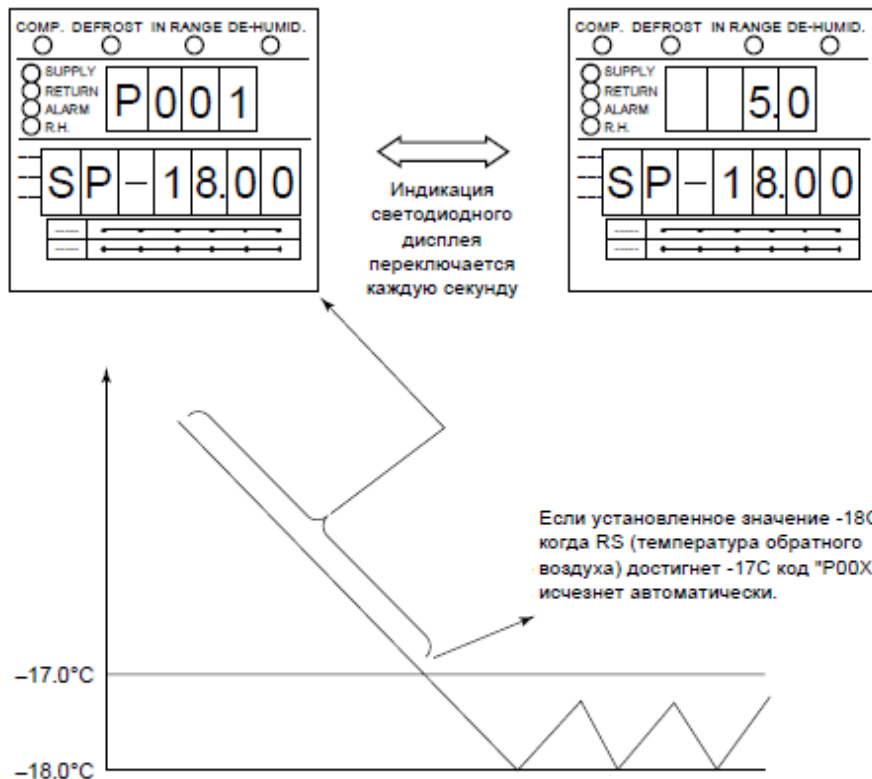 COMP. DEFROST IN RANGE DE-HUMID.
SUPPLY
RETURN
ALARM
R.H.
P001
SP-18.00
COMP. DEFROST IN RANGE DE-HUMID.
SUPPLY
RETURN
ALARM
R.H.
5.0
SP-18.00
Индикация
светодиодного
дисплея
переключается
каждую секунду
Если установленное значение -18C
когда RS (температура обратного
воздуха) достигнет -17C код "P00X
исчезнет автоматически.
–17.0°C
–18.0°C